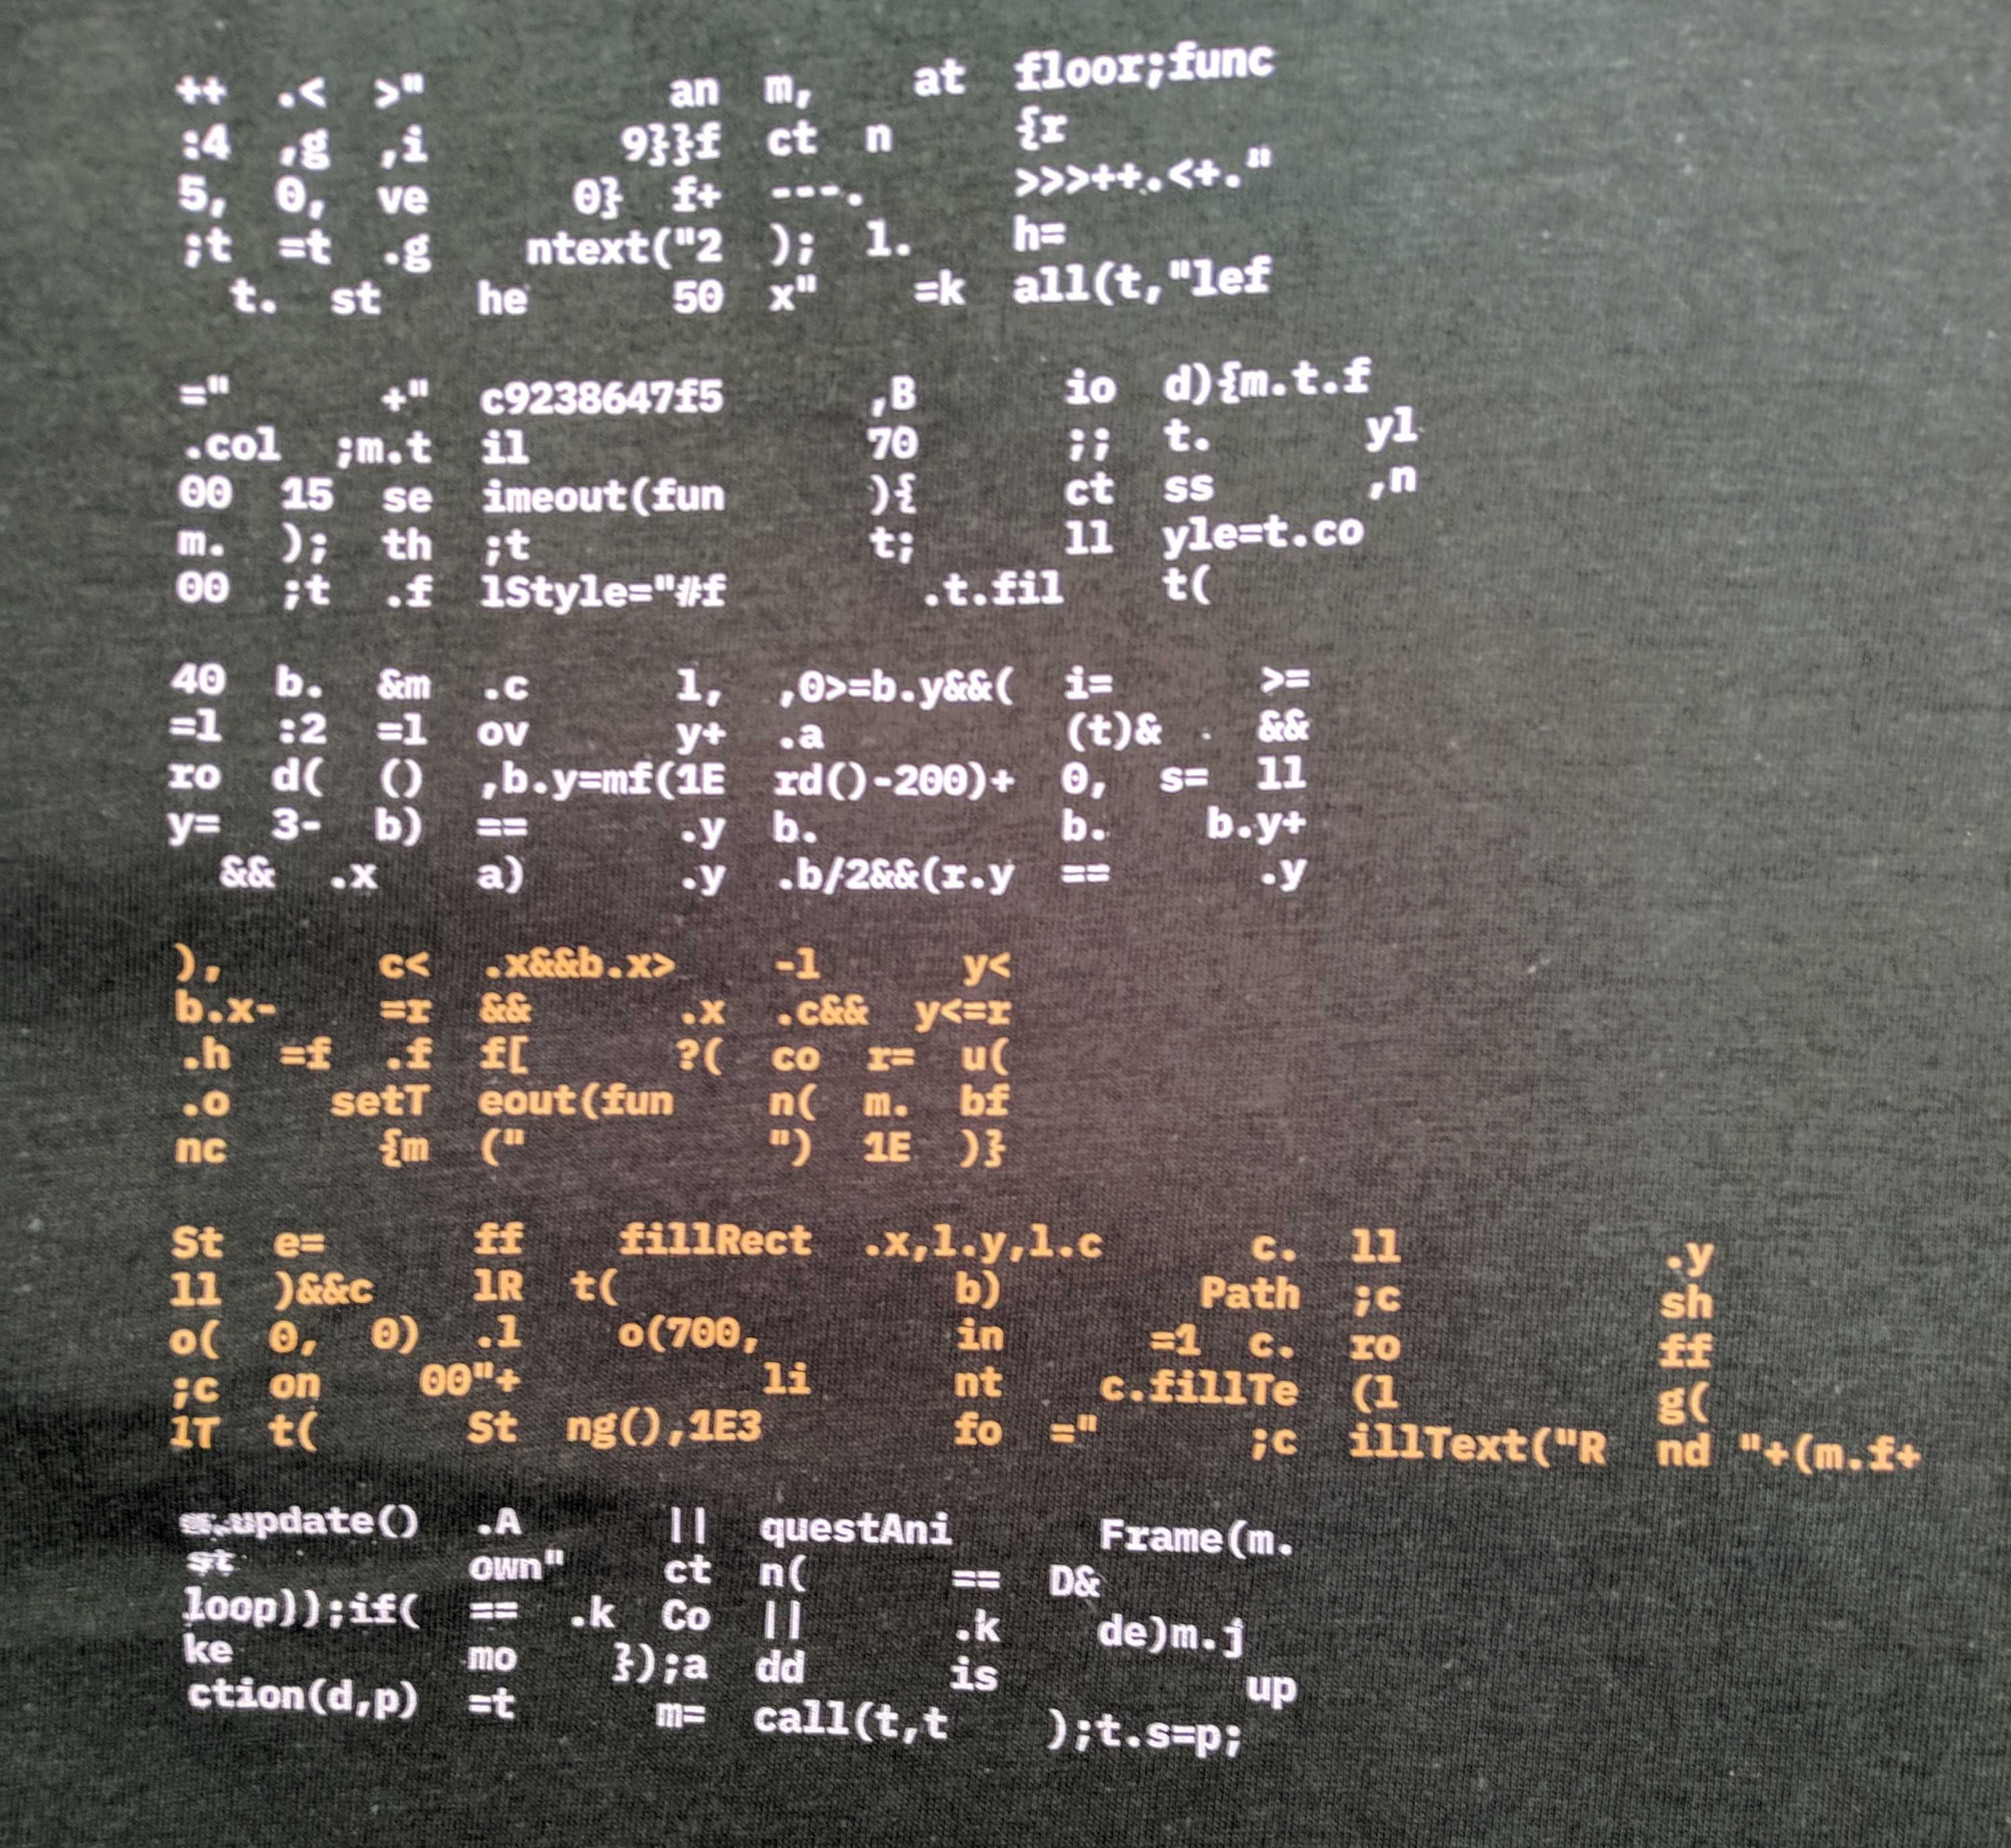 ++ .< >" an m, at floor;func
:4 ,g ,i 9}}f ct n {r
5, 0, ve 0} f+ ---. >>>++.<+."
;t =t .g ntext("2 ); l. h=
t. st he 50 x" =k all(t,"lef
=" +" c9238647f5 ,B io d){m.t.f
.col ;m.t il 70 ;; t. yl
00 15 se imeout(fun ){ ct ss ,n
m. ); th ;t t; ll yle=t.co
00 ;t .f lStyle="#f .t.fil t(
40 b. &m .c l, ,0>=b.y&&( i= >=
=l :2 =l ov y+ .a (t)& &&
ro d( () ,b.y=mf(1E rd()-200)+ 0, s= ll
y= 3- b) == .y b. b. b.y+
&& .x a) .y .b/2&&(r.y == .y
), c< .x&&b.x> -l y<
b.x- =r && .x .c&& y<=r
.h =f .f f[ ?( co r= u(
.o setT eout(fun n( m. bf
nc {m (" ") 1E )}
St e= ff fillRect .x,l.y,l.c c. ll .y
ll )&&c lR t( b) Path ;c sh
o( 0, 0) .l o(700, in =1 c. ro ff
;c on 00"+ li nt c.fillTe (l g(
lT t( St ng(),1E3 fo =" ;c illText("R nd "+(m.f+
update() .A || questAni Frame(m.
st own" ct n( == D&
loop));if( == .k Co || .k de)m.j
ke mo });a dd is up
ction(d,p) =t m= call(t,t );t.s=p;